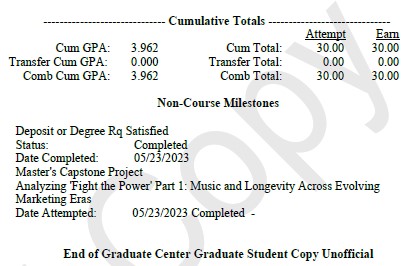 ------------------------------ Cumulative Totals ------------------------------
Attempt Earn
Cum GPA: 3.962 Cum Total: 30.00 30.00
Transfer Cum GPA: 0.000 Transfer Total: 0.00 0.00
Comb Cum GPA: 3.962 Comb Total: 30.00 30.00
Non-Course Milestones
Deposit or Degree Rq Satisfied
Status: Completed
Date Completed: 05/23/2023
Master's Capstone Project
Analyzing 'Fight the Power' Part 1: Music and Longevity Across Evolving
Marketing Eras
Date Attempted: 05/23/2023 Completed -
End of Graduate Center Graduate Student Copy Unofficial
Copy